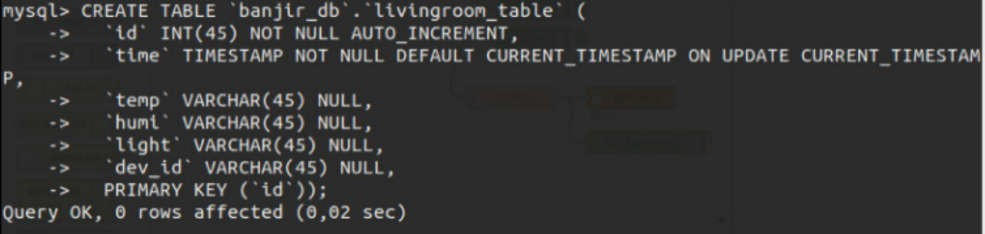 mysql> CREATE TABLE `banjir_db`.`livingroom_table` (
    ->   `id` INT(45) NOT NULL AUTO_INCREMENT,
    ->   `time` TIMESTAMP NOT NULL DEFAULT CURRENT_TIMESTAMP ON UPDATE CURRENT_TIMESTAM
P,
    ->   `temp` VARCHAR(45) NULL,
    ->   `humi` VARCHAR(45) NULL,
    ->   `light` VARCHAR(45) NULL,
    ->   `dev_id` VARCHAR(45) NULL,
    ->   PRIMARY KEY (`id`));
Query OK, 0 rows affected (0,02 sec)